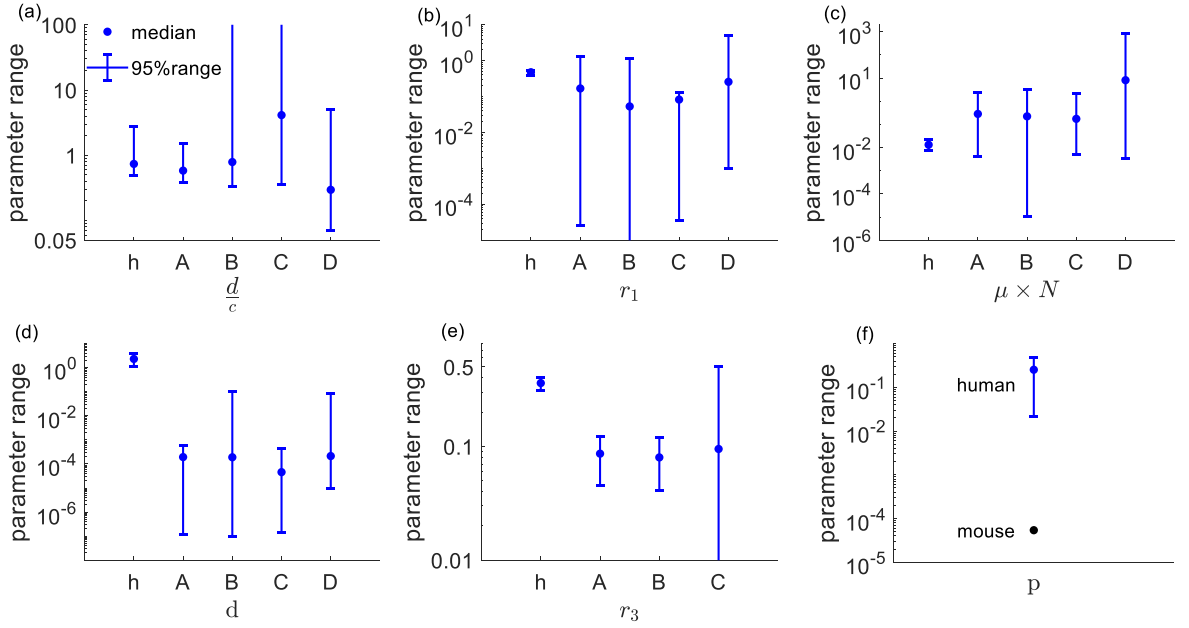 (a)
100
10
1
0.05
parameter range
median
95%range
h A B C D
d/c
(b)
10^1
10^0
10^-2
10^-4
parameter range
h A B C D
r_1
(c)
10^3
10^1
10^-2
10^-4
10^-6
parameter range
h A B C D
μ × N
(d)
10^0
10^-2
10^-4
10^-6
parameter range
h A B C D
d
(e)
0.5
0.1
0.01
parameter range
h A B C
r_3
(f)
10^-1
10^-2
10^-4
10^-5
parameter range
human
mouse
p